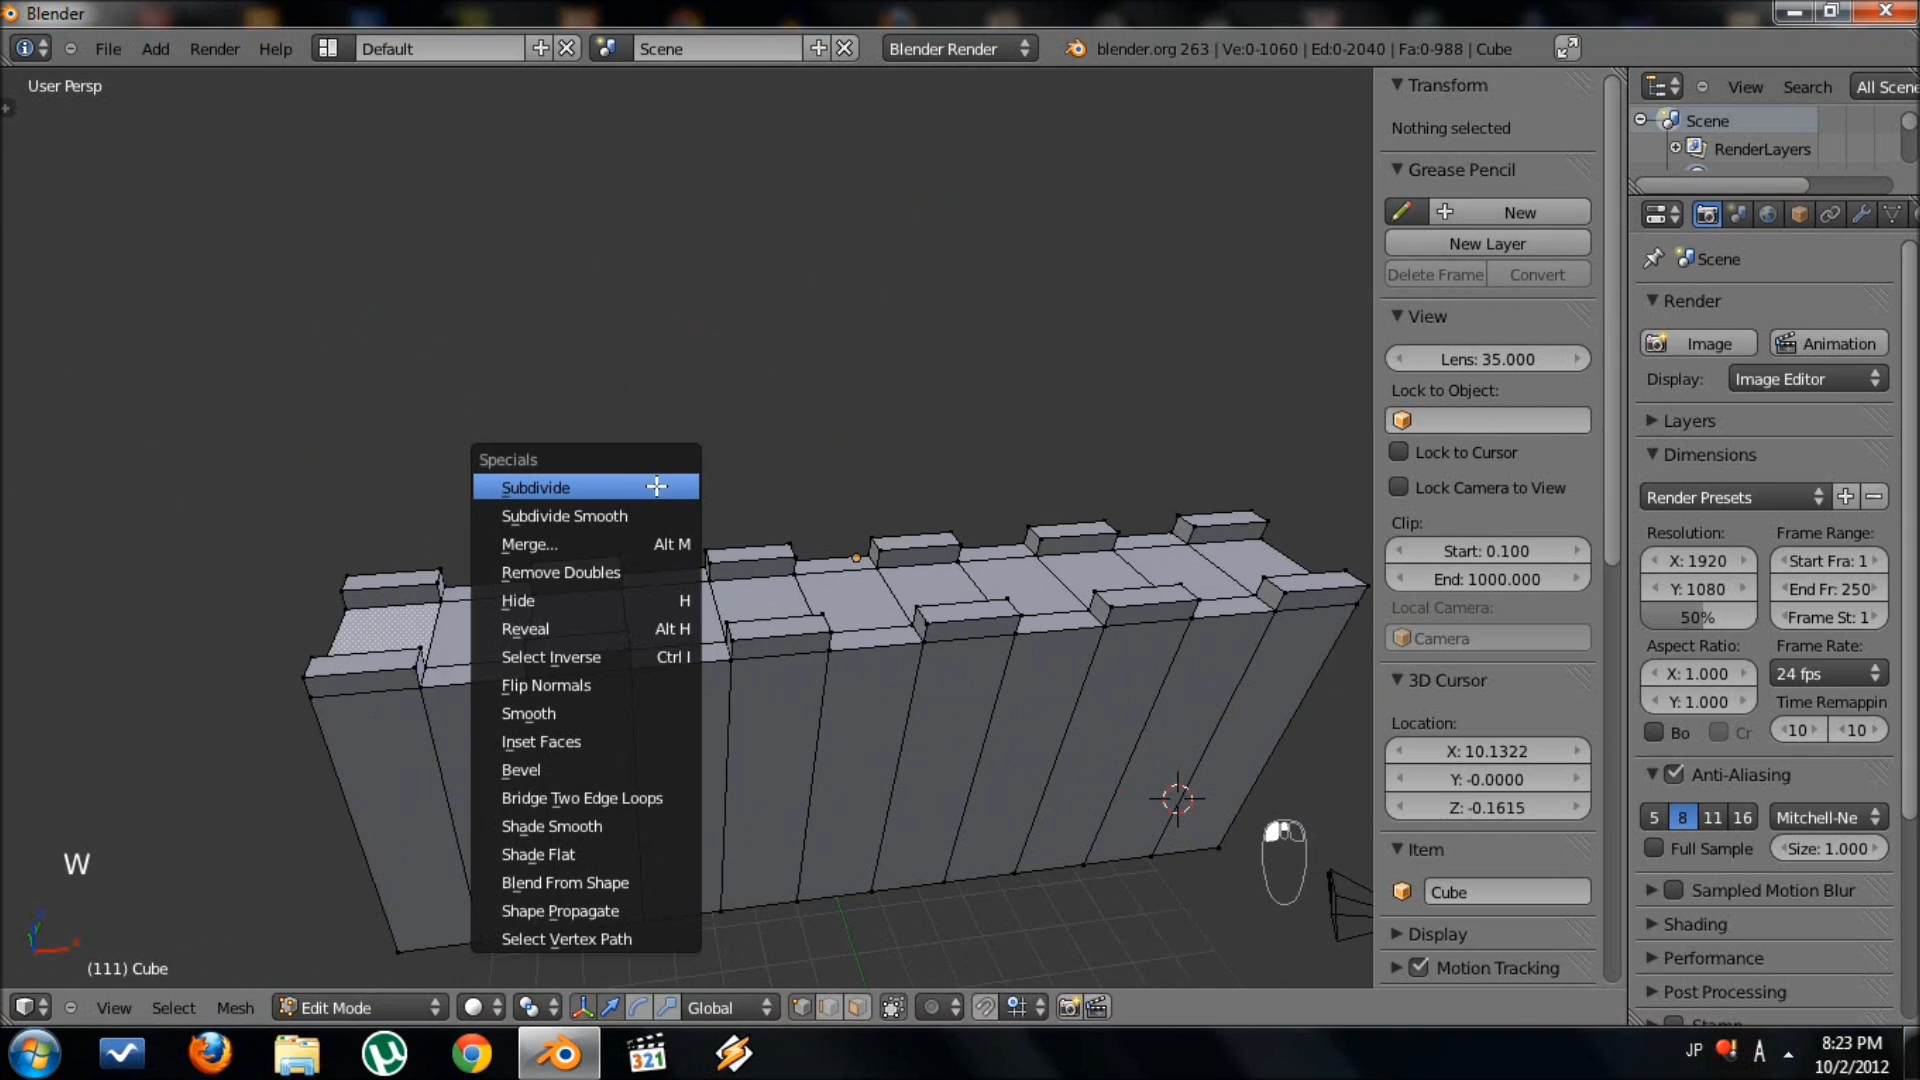 Blender
File Add Render Help Default Scene Blender Render blender.org 263 | Ve:0-1060 | Ed:0-2040 | Fa:0-988 | Cube
User Persp
Specials
Subdivide
Subdivide Smooth
Merge... Alt M
Remove Doubles
Hide H
Reveal Alt H
Select Inverse Ctrl I
Flip Normals
Smooth
Inset Faces
Bevel
Bridge Two Edge Loops
Shade Smooth
Shade Flat
Blend From Shape
Shape Propagate
Select Vertex Path
W
(111) Cube
View Select Mesh Edit Mode Global
Transform
Nothing selected
Grease Pencil
New
New Layer
Delete Frame Convert
View
Lens: 35.000
Lock to Object:
Lock to Cursor
Lock Camera to View
Clip:
Start: 0.100
End: 1000.000
Local Camera:
Camera
3D Cursor
Location:
X: 10.1322
Y: -0.0000
Z: -0.1615
Item
Cube
Display
Motion Tracking
View Search All Scene
Scene
RenderLayers
Scene
Render
Image Animation
Display: Image Editor
Layers
Dimensions
Render Presets
Resolution: Frame Range:
X: 1920 Start Fra: 1
Y: 1080 End Fr: 250
50% Frame St: 1
Aspect Ratio: Frame Rate:
X: 1.000 24 fps
Y: 1.000 Time Remappin
Bo Cr 10 10
Anti-Aliasing
5 8 11 16 Mitchell-Ne
Full Sample Size: 1.000
Sampled Motion Blur
Shading
Performance
Post Processing
321
JP A 8:23 PM
10/2/2012